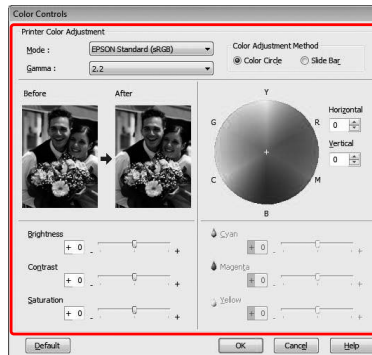 Color Controls
Printer Color Adjustment
Mode : EPSON Standard (sRGB)
Gamma : 2.2
Color Adjustment Method
Color Circle Slide Bar
Before After
Y
G R
C M
B
Horizontal
0
Vertical
0
Brightness
+ 0 - +
Contrast
+ 0 - +
Saturation
+ 0 - +
Cyan
+ 0 - +
Magenta
+ 0 - +
Yellow
+ 0 - +
Default OK Cancel Help